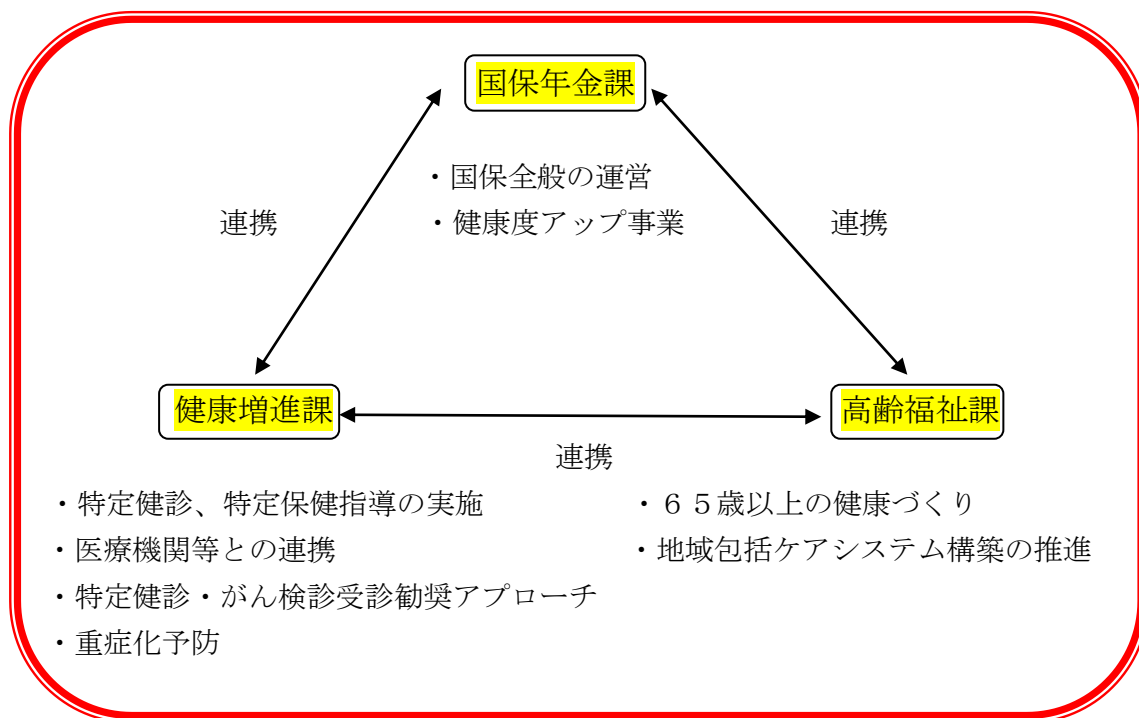 国保年金課
・国保全般の運営
・健康度アップ事業
連携
連携
健康増進課
高齢福祉課
連携
・特定健診、特定保健指導の実施
・医療機関等との連携
・特定健診・がん検診受診勧奨アプローチ
・重症化予防
・６５歳以上の健康づくり
・地域包括ケアシステム構築の推進